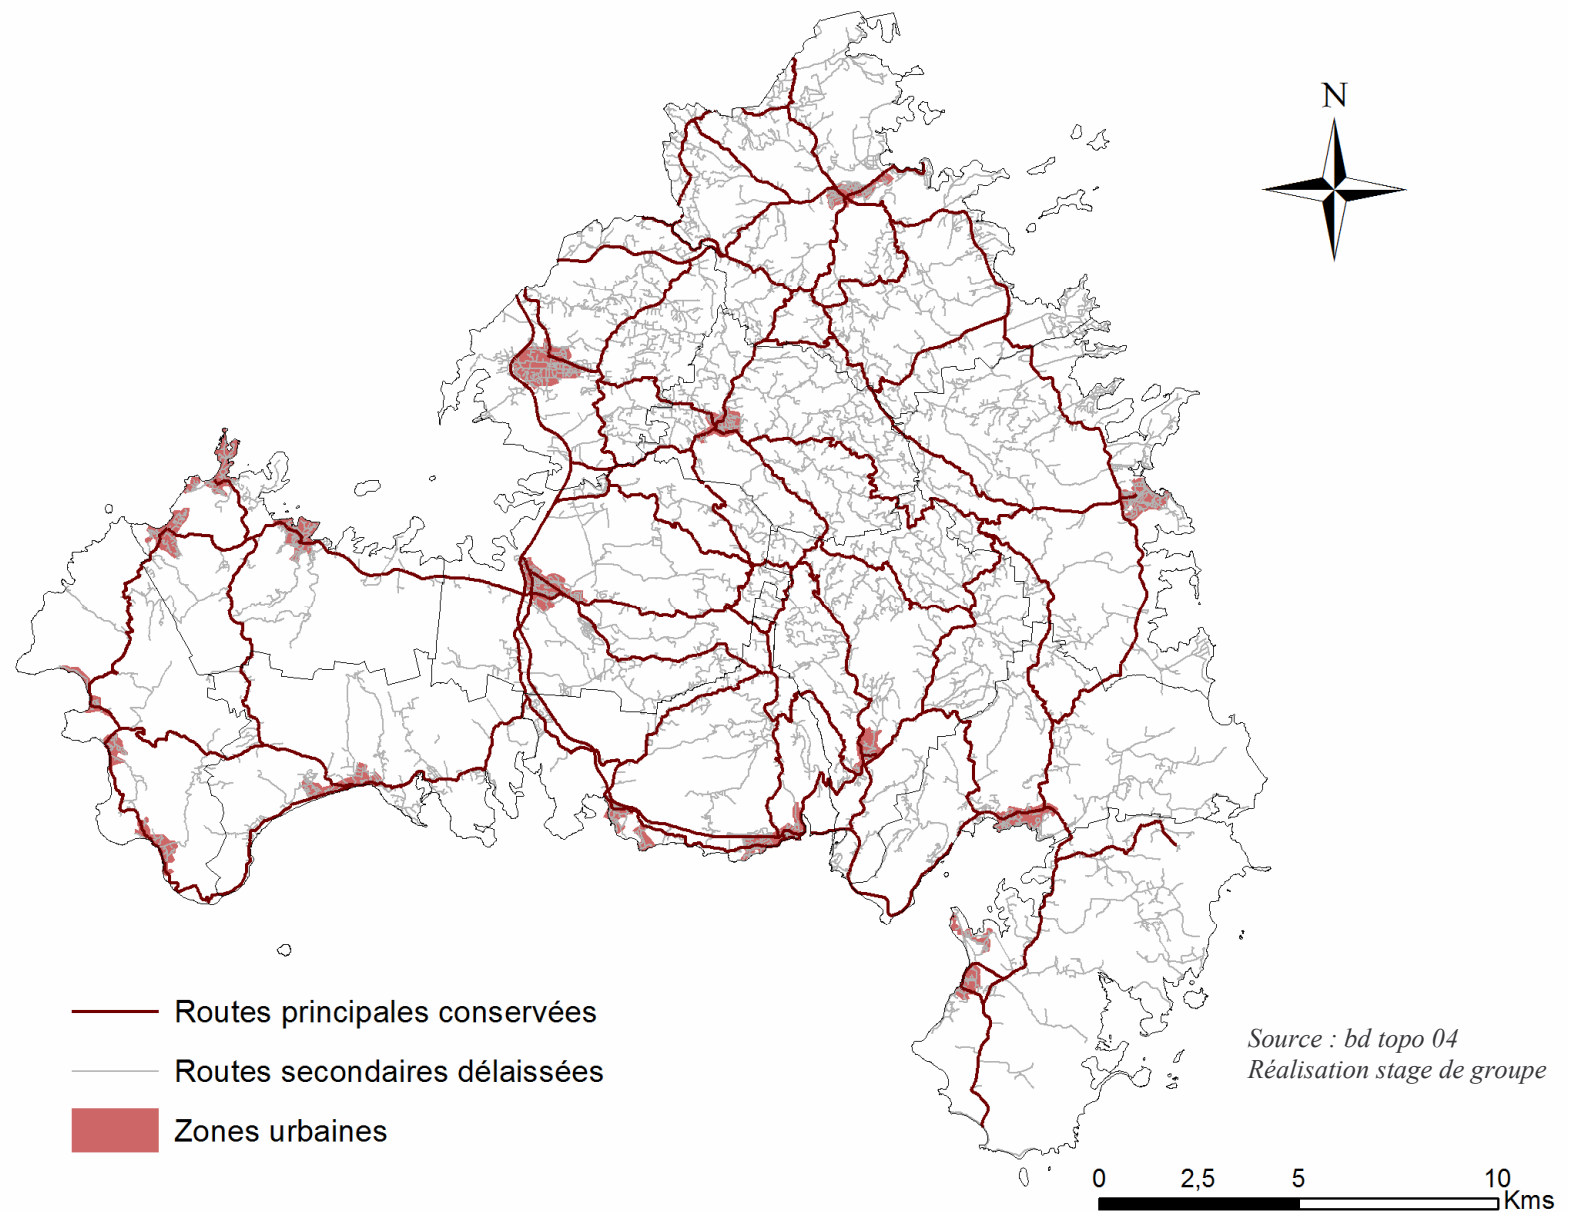 N
Routes principales conservées
Routes secondaires délaissées
Zones urbaines
Source : bd topo 04
Réalisation stage de groupe
0 2,5 5 10
Kms